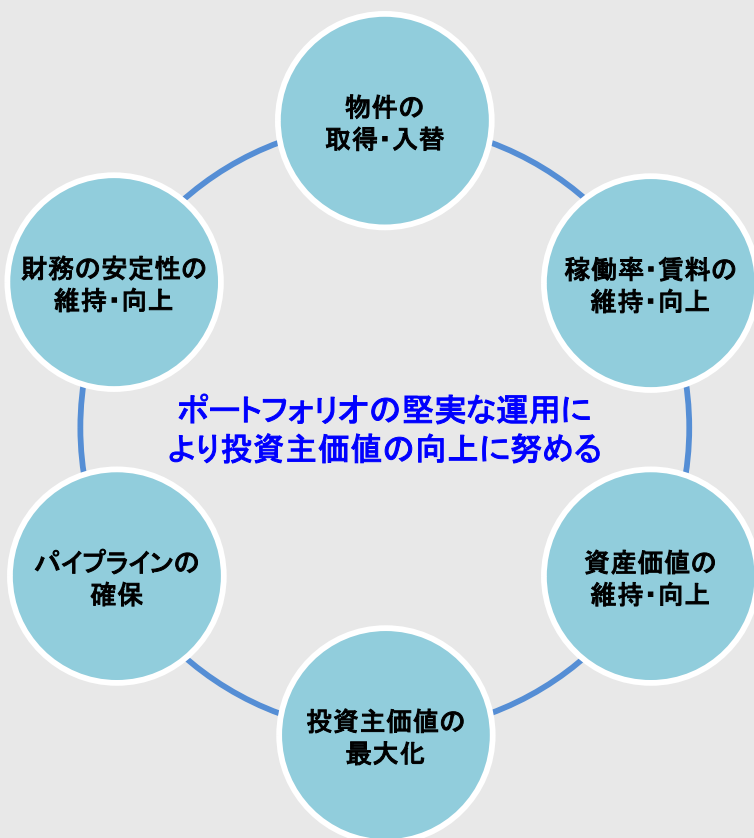 物件の
取得・入替
稼働率・賃料の
維持・向上
資産価値の
維持・向上
投資主価値の
最大化
パイプラインの
確保
財務の安定性の
維持・向上
ポートフォリオの堅実な運用に
より投資主価値の向上に努める